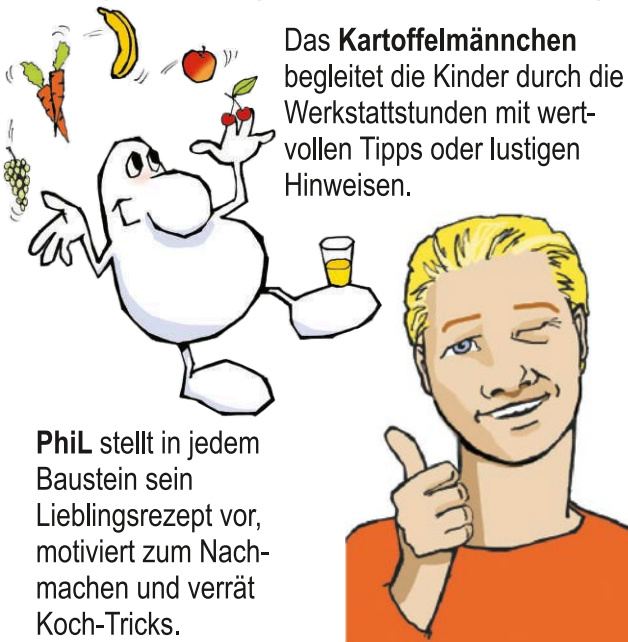 Das Kartoffelmännchen
begleitet die Kinder durch die
Werkstattstunden mit wert-
vollen Tipps oder lustigen
Hinweisen.
PhiL stellt in jedem
Baustein sein
Lieblingsrezept vor,
motiviert zum Nach-
machen und verrät
Koch-Tricks.